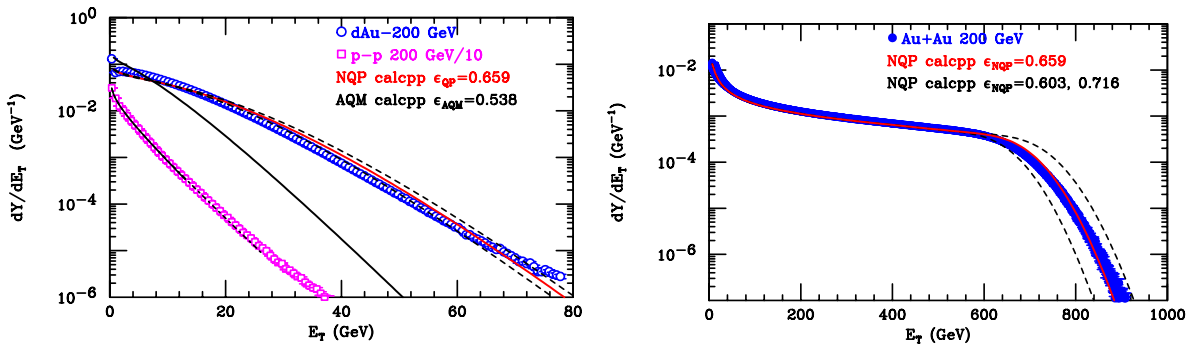 dAu−200 GeV
p−p 200 GeV/10
NQP calcpp ϵ_QP=0.659
AQM calcpp ϵ_AQM=0.538
dY/dE_T (GeV⁻¹)
10⁰
10⁻²
10⁻⁴
10⁻⁶
0 20 40 60 80
E_T (GeV)
Au+Au 200 GeV
NQP calcpp ϵ_NQP=0.659
NQP calcpp ϵ_NQP=0.603, 0.716
dY/dE_T (GeV⁻¹)
10⁻²
10⁻⁴
10⁻⁶
0 200 400 600 800 1000
E_T (GeV)